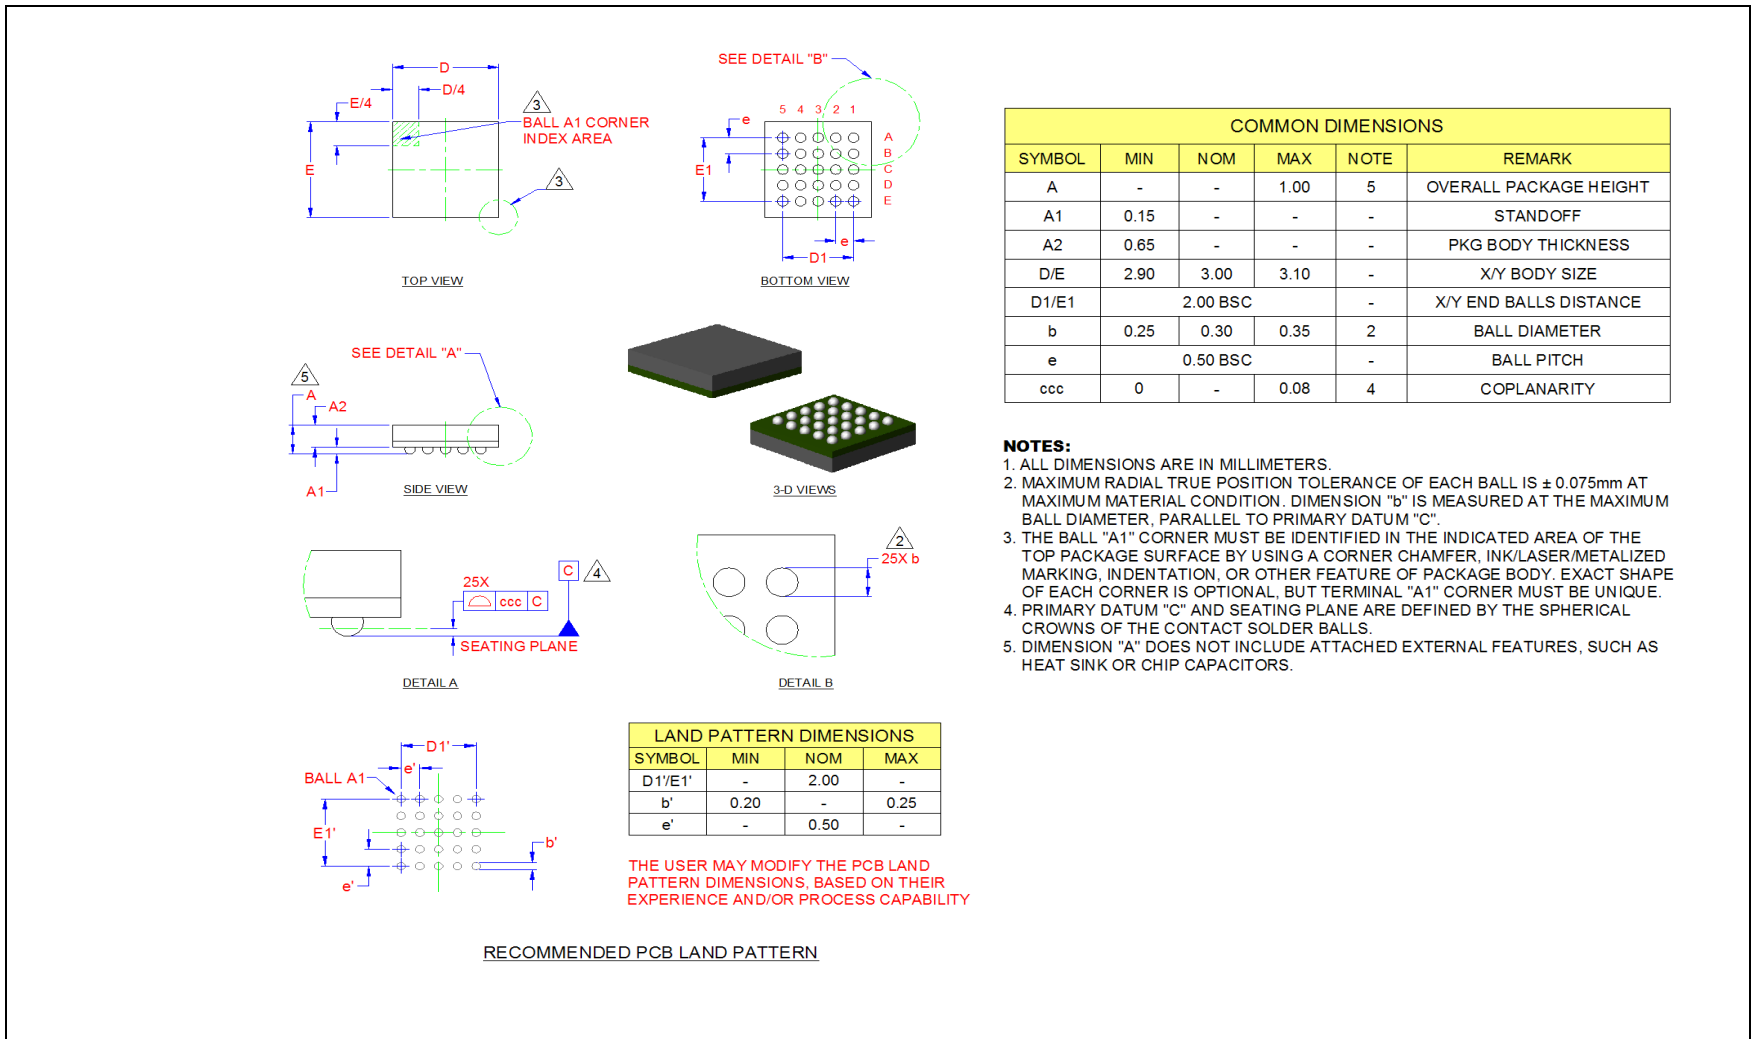 D
D/4
E/4
3
BALL A1 CORNER
INDEX AREA
E
3
TOP VIEW
SEE DETAIL "B"
5 4 3 2 1
e
A
B
C
D
E
E1
e
D1
BOTTOM VIEW
SEE DETAIL "A"
5
A
A2
A1
SIDE VIEW
3-D VIEWS
25X
ccc C
C
4
SEATING PLANE
DETAIL A
2
25X b
DETAIL B
D1'
e'
BALL A1
E1'
b'
e'
LAND PATTERN DIMENSIONS
SYMBOL MIN NOM MAX
D1'/E1' - 2.00 -
b' 0.20 - 0.25
e' - 0.50 -
THE USER MAY MODIFY THE PCB LAND
PATTERN DIMENSIONS, BASED ON THEIR
EXPERIENCE AND/OR PROCESS CAPABILITY
RECOMMENDED PCB LAND PATTERN
COMMON DIMENSIONS
SYMBOL MIN NOM MAX NOTE REMARK
A - - 1.00 5 OVERALL PACKAGE HEIGHT
A1 0.15 - - - STANDOFF
A2 0.65 - - - PKG BODY THICKNESS
D/E 2.90 3.00 3.10 - X/Y BODY SIZE
D1/E1 2.00 BSC - X/Y END BALLS DISTANCE
b 0.25 0.30 0.35 2 BALL DIAMETER
e 0.50 BSC - BALL PITCH
ccc 0 - 0.08 4 COPLANARITY
NOTES:
1. ALL DIMENSIONS ARE IN MILLIMETERS.
2. MAXIMUM RADIAL TRUE POSITION TOLERANCE OF EACH BALL IS ± 0.075mm AT
MAXIMUM MATERIAL CONDITION. DIMENSION "b" IS MEASURED AT THE MAXIMUM
BALL DIAMETER, PARALLEL TO PRIMARY DATUM "C".
3. THE BALL "A1" CORNER MUST BE IDENTIFIED IN THE INDICATED AREA OF THE
TOP PACKAGE SURFACE BY USING A CORNER CHAMFER, INK/LASER/METALIZED
MARKING, INDENTATION, OR OTHER FEATURE OF PACKAGE BODY. EXACT SHAPE
OF EACH CORNER IS OPTIONAL, BUT TERMINAL "A1" CORNER MUST BE UNIQUE.
4. PRIMARY DATUM "C" AND SEATING PLANE ARE DEFINED BY THE SPHERICAL
CROWNS OF THE CONTACT SOLDER BALLS.
5. DIMENSION "A" DOES NOT INCLUDE ATTACHED EXTERNAL FEATURES, SUCH AS
HEAT SINK OR CHIP CAPACITORS.